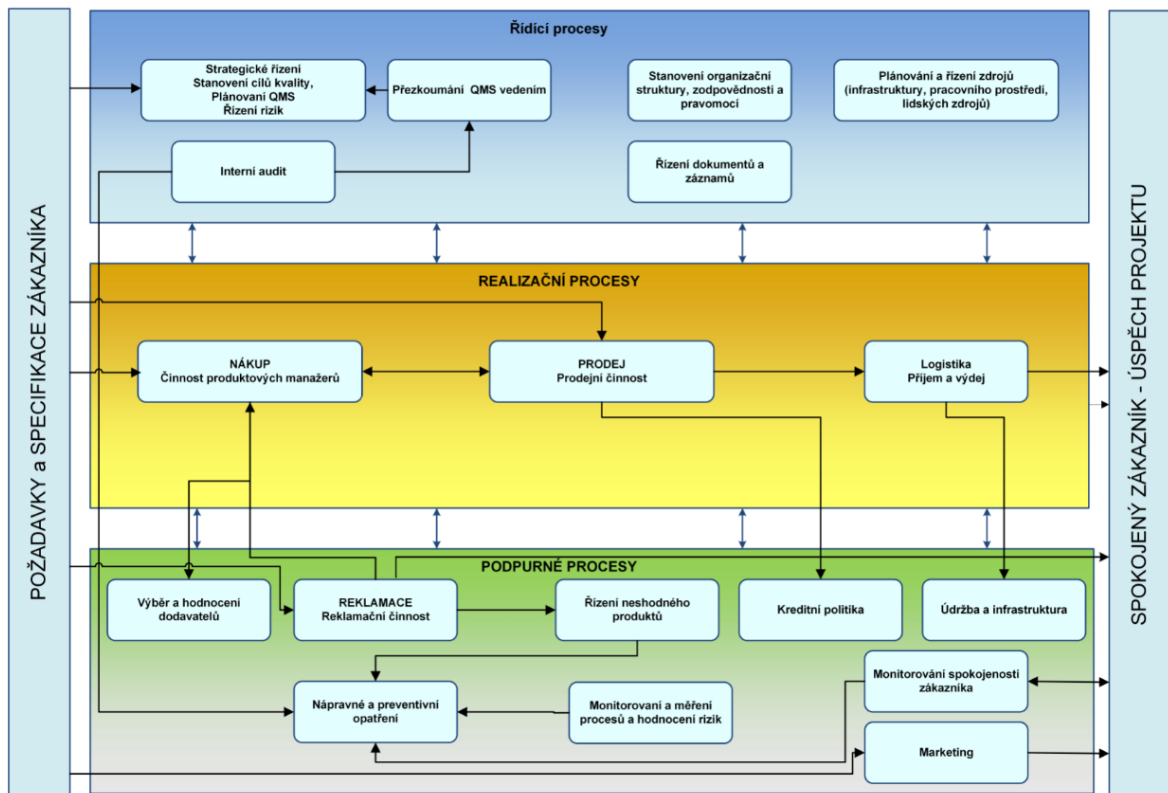 POŽADAVKY a SPECIFIKACE ZÁKAZNÍKA
Řídící procesy
Strategické řízení
Stanovení cílů kvality,
Plánovaní QMS
Řízení rizik
Přezkoumání QMS vedením
Stanovení organizační
struktury, zodpovědnosti a
pravomocí
Plánování a řízení zdrojů
(infrastruktury, pracovního prostředí,
lidských zdrojů)
Interní audit
Řízení dokumentů a
záznamů
REALIZAČNÍ PROCESY
NÁKUP
Činnost produktových manažerů
PRODEJ
Prodejní činnost
Logistika
Příjem a výdej
PODPURNÉ PROCESY
Výběr a hodnocení
dodavatelů
REKLAMACE
Reklamační činnost
Řízení neshodného
produktů
Kreditní politika
Údržba a infrastruktura
Nápravné a preventivní
opatření
Monitorovaní a měření
procesů a hodnocení rizik
Monitorování spokojenosti
zákazníka
Marketing
SPOKOJENÝ ZÁKAZNÍK - ÚSPĚCH PROJEKTU